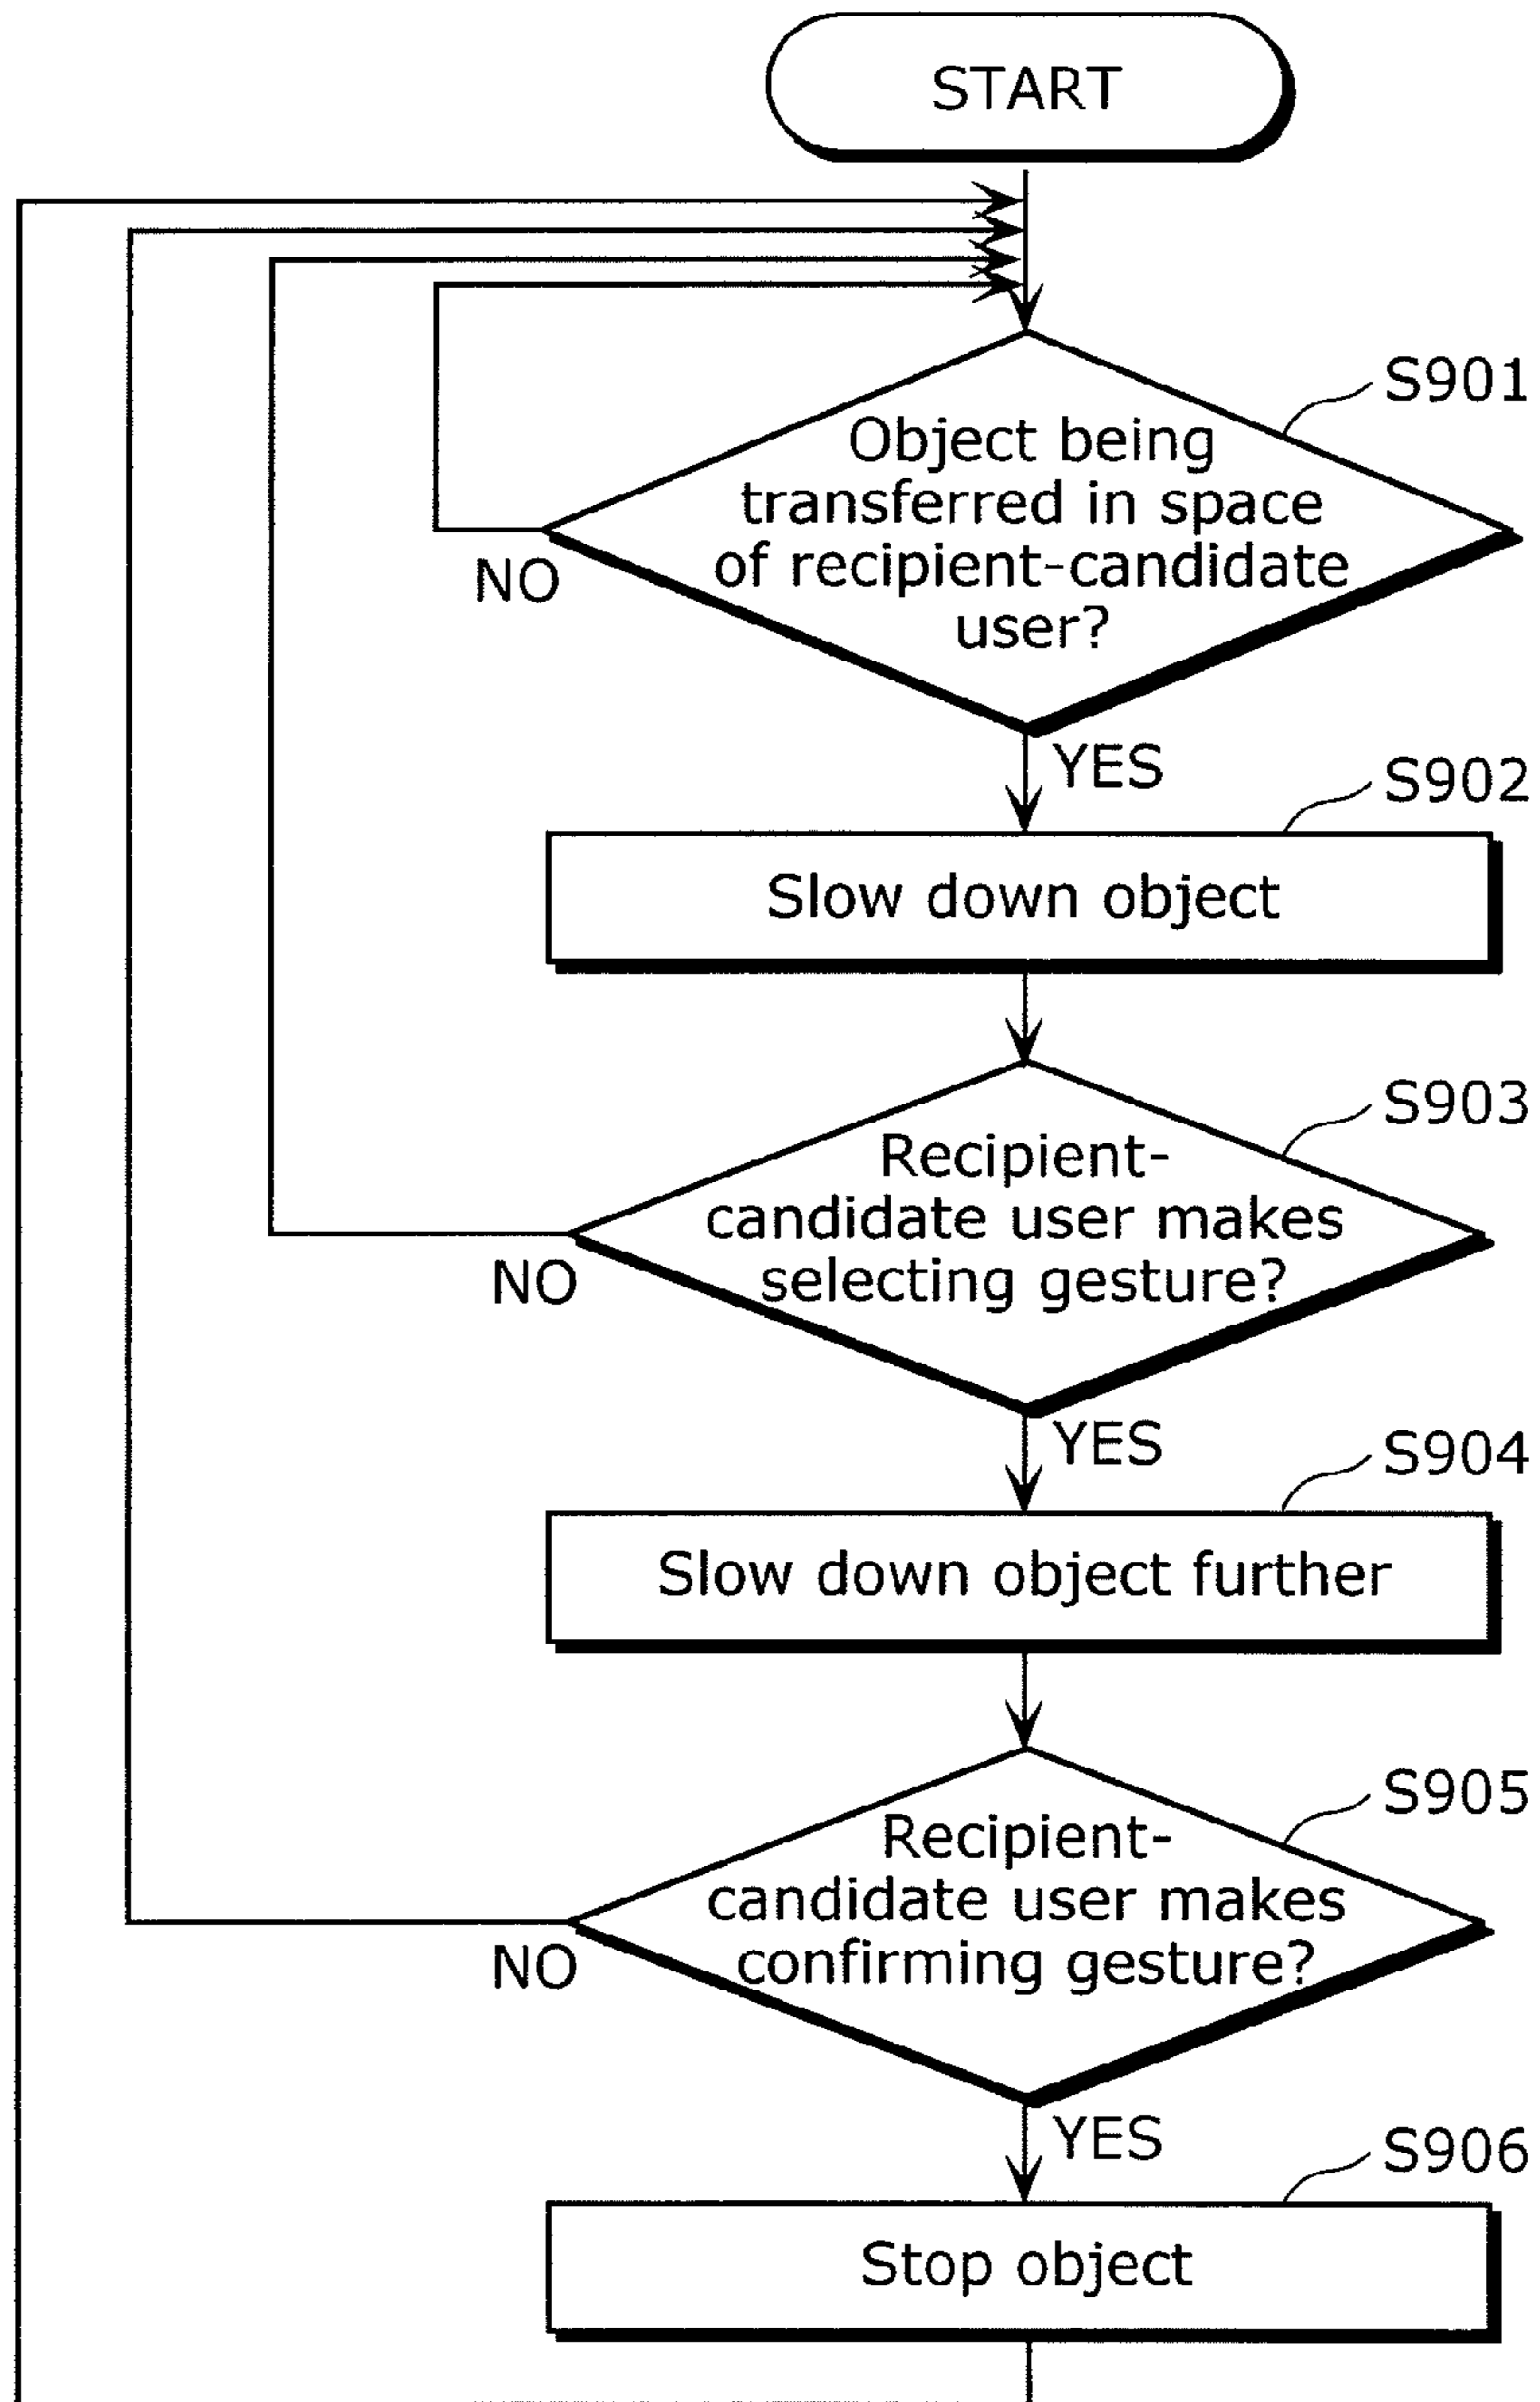 START
S901
Object being
transferred in space
of recipient-candidate
user?
NO
YES
S902
Slow down object
S903
Recipient-
candidate user makes
selecting gesture?
NO
YES
S904
Slow down object further
S905
Recipient-
candidate user makes
confirming gesture?
NO
YES
S906
Stop object